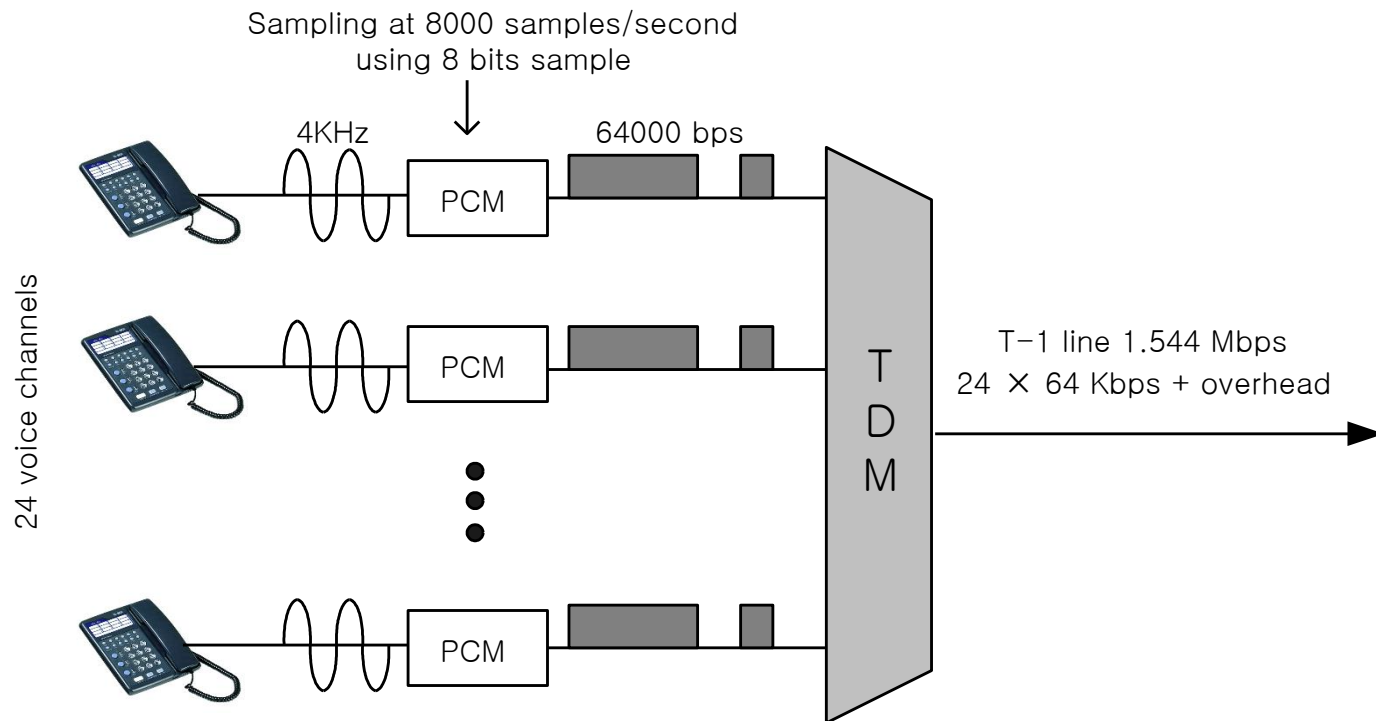 Sampling at 8000 samples/second
using 8 bits sample
4KHz
64000 bps
PCM
24 voice channels
PCM
T-1 line 1.544 Mbps
24 × 64 Kbps + overhead
T
D
M
PCM